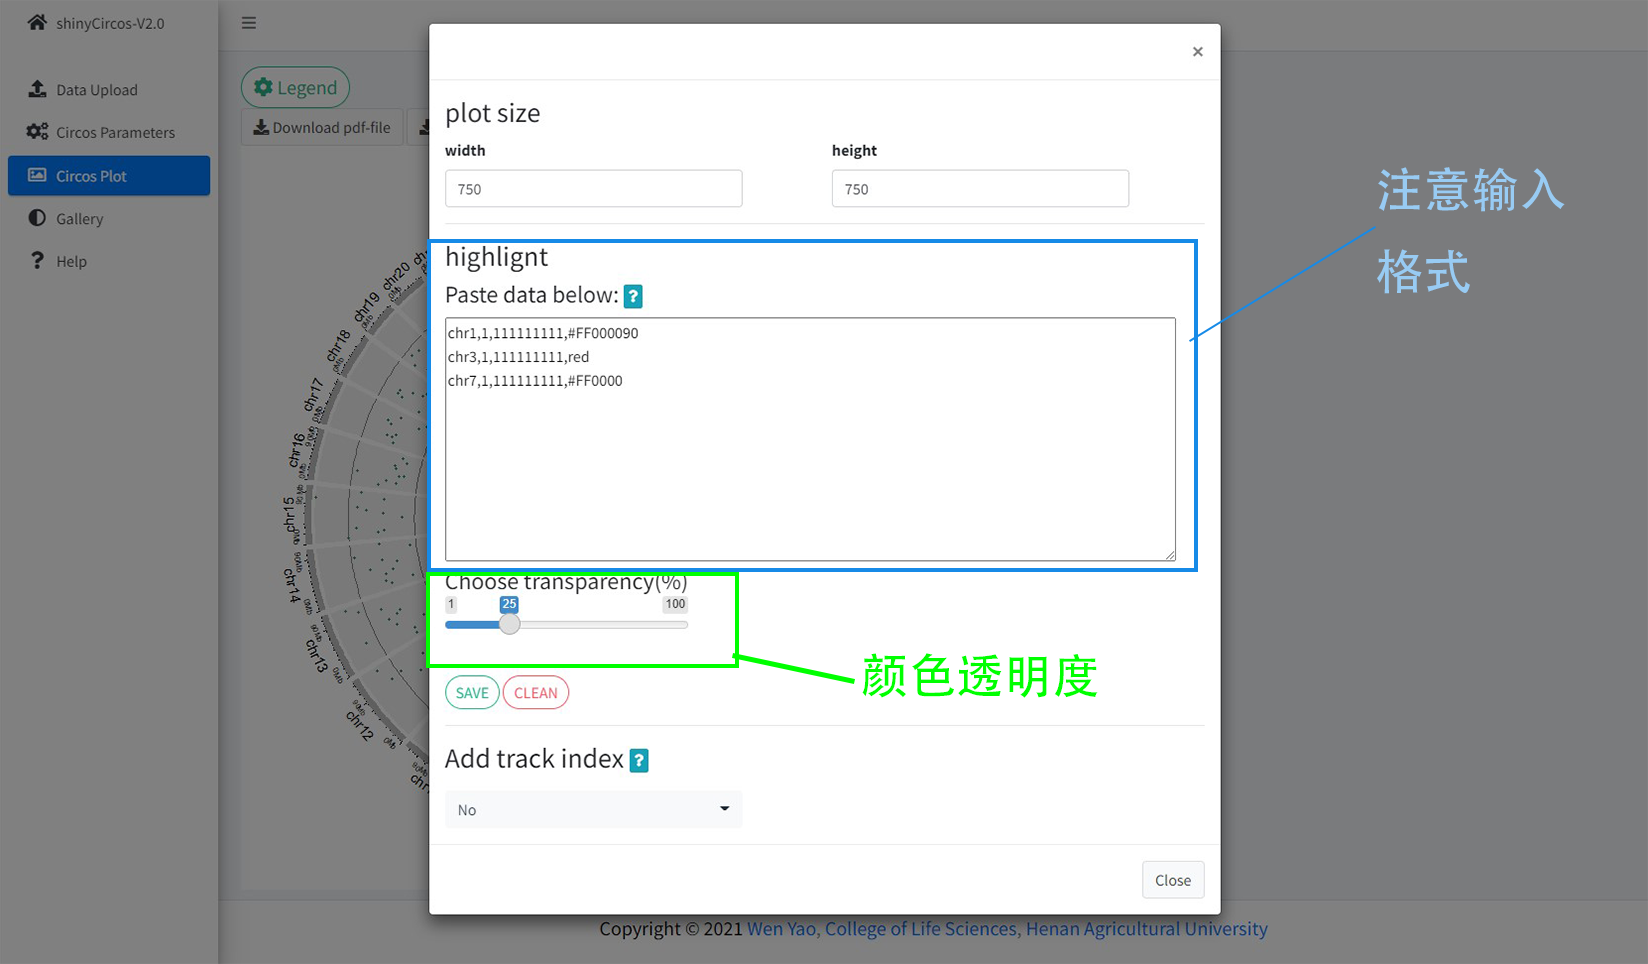 shinyCircos-V2.0
Data Upload
Circos Parameters
Circos Plot
Gallery
Help
Legend
Download pdf-file
×
plot size
width
height
750
750
highlignt
Paste data below: ?
chr1,1,111111111,#FF000090
chr3,1,111111111,red
chr7,1,111111111,#FF0000
注意输入
格式
Choose transparency(%)
1
25
100
颜色透明度
SAVE
CLEAN
Add track index ?
No
Close
chr20
chr19
chr18
chr17
chr16
chr15
chr14
chr13
chr12
Copyright © 2021 Wen Yao, College of Life Sciences, Henan Agricultural University